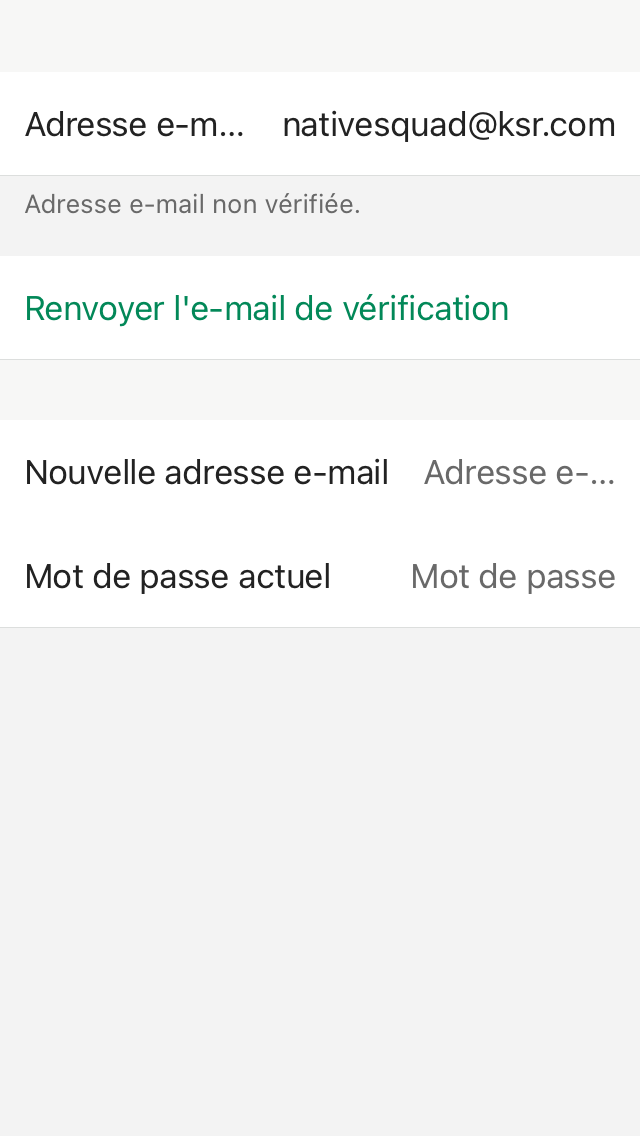 Adresse e-m... nativesquad@ksr.com
Adresse e-mail non vérifiée.
Renvoyer l'e-mail de vérification
Nouvelle adresse e-mail Adresse e-...
Mot de passe actuel Mot de passe